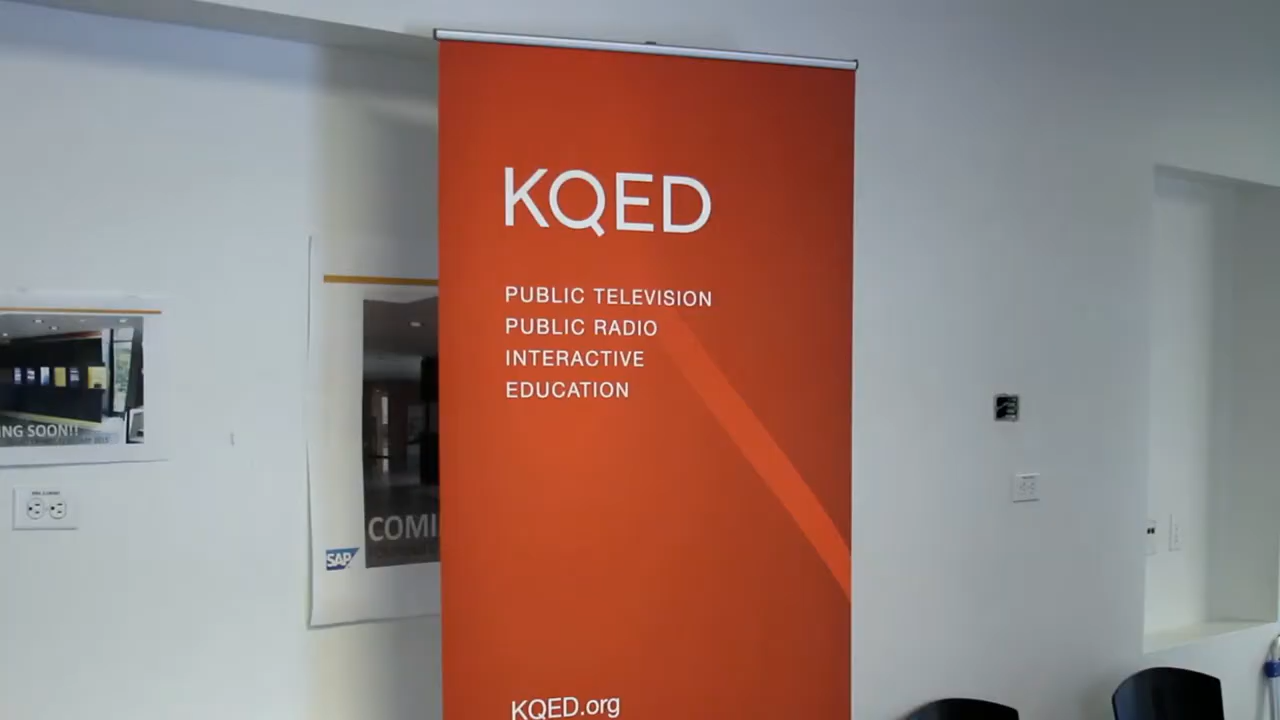 KQED
PUBLIC TELEVISION
PUBLIC RADIO
INTERACTIVE
EDUCATION
KQED.org
NG SOON!!
COMI
SAP